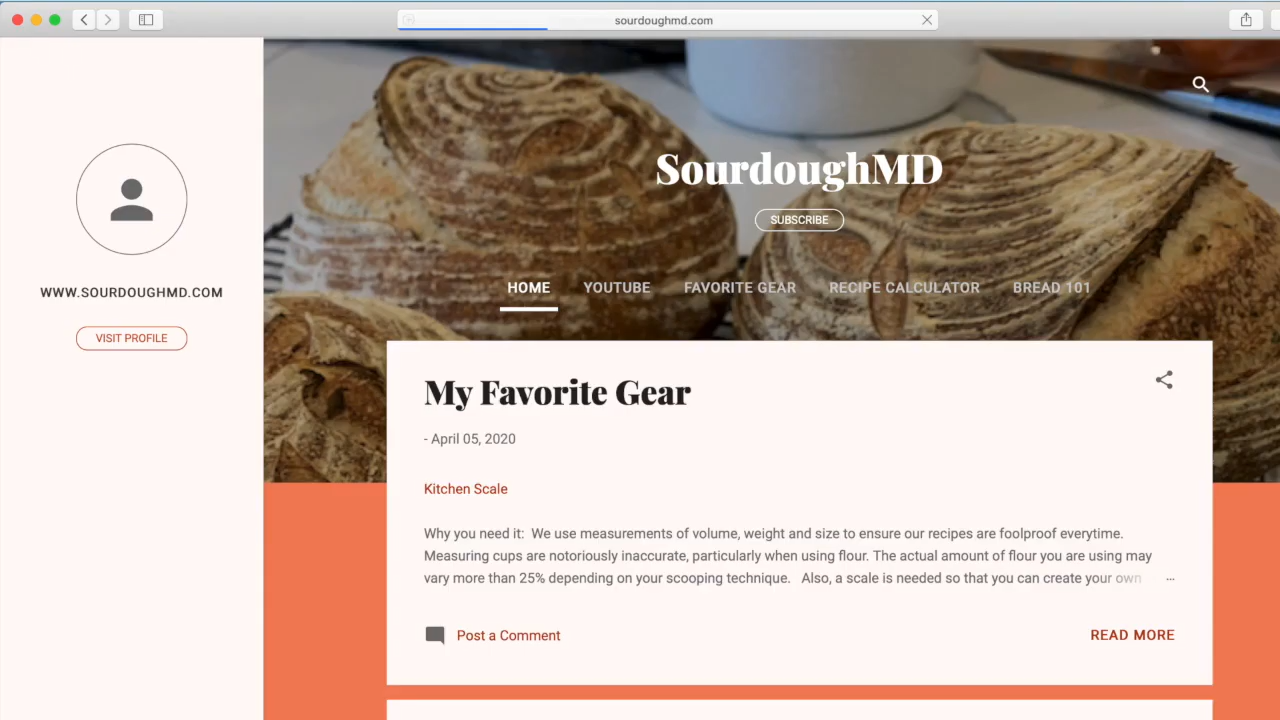 sourdoughmd.com
SourdoughMD
SUBSCRIBE
WWW.SOURDOUGHMD.COM
VISIT PROFILE
HOME YOUTUBE FAVORITE GEAR RECIPE CALCULATOR BREAD 101
My Favorite Gear
- April 05, 2020
Kitchen Scale
Why you need it:  We use measurements of volume, weight and size to ensure our recipes are foolproof everytime.
Measuring cups are notoriously inaccurate, particularly when using flour. The actual amount of flour you are using may
vary more than 25% depending on your scooping technique.   Also, a scale is needed so that you can create your own ...
Post a Comment
READ MORE